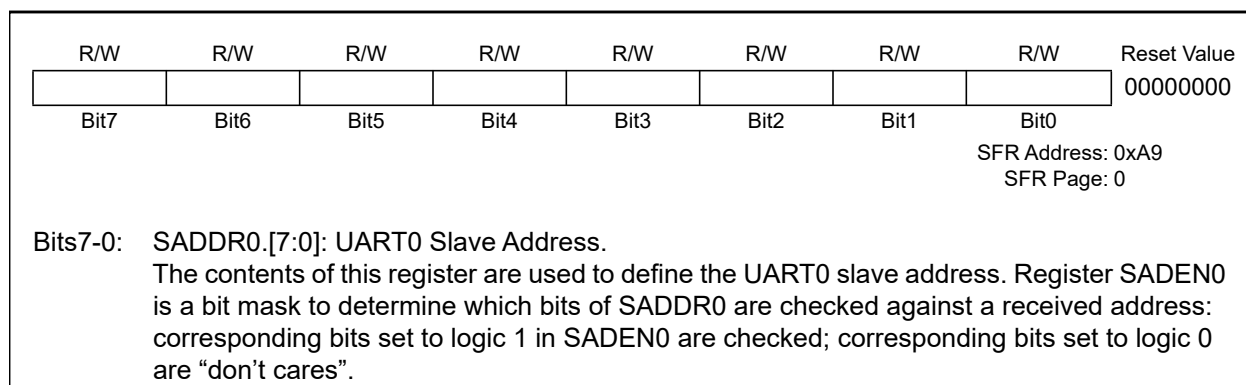 R/W R/W R/W R/W R/W R/W R/W R/W Reset Value
00000000
Bit7 Bit6 Bit5 Bit4 Bit3 Bit2 Bit1 Bit0
SFR Address: 0xA9
SFR Page: 0
Bits7-0: SADDR0.[7:0]: UART0 Slave Address.
The contents of this register are used to define the UART0 slave address. Register SADEN0
is a bit mask to determine which bits of SADDR0 are checked against a received address:
corresponding bits set to logic 1 in SADEN0 are checked; corresponding bits set to logic 0
are “don’t cares”.